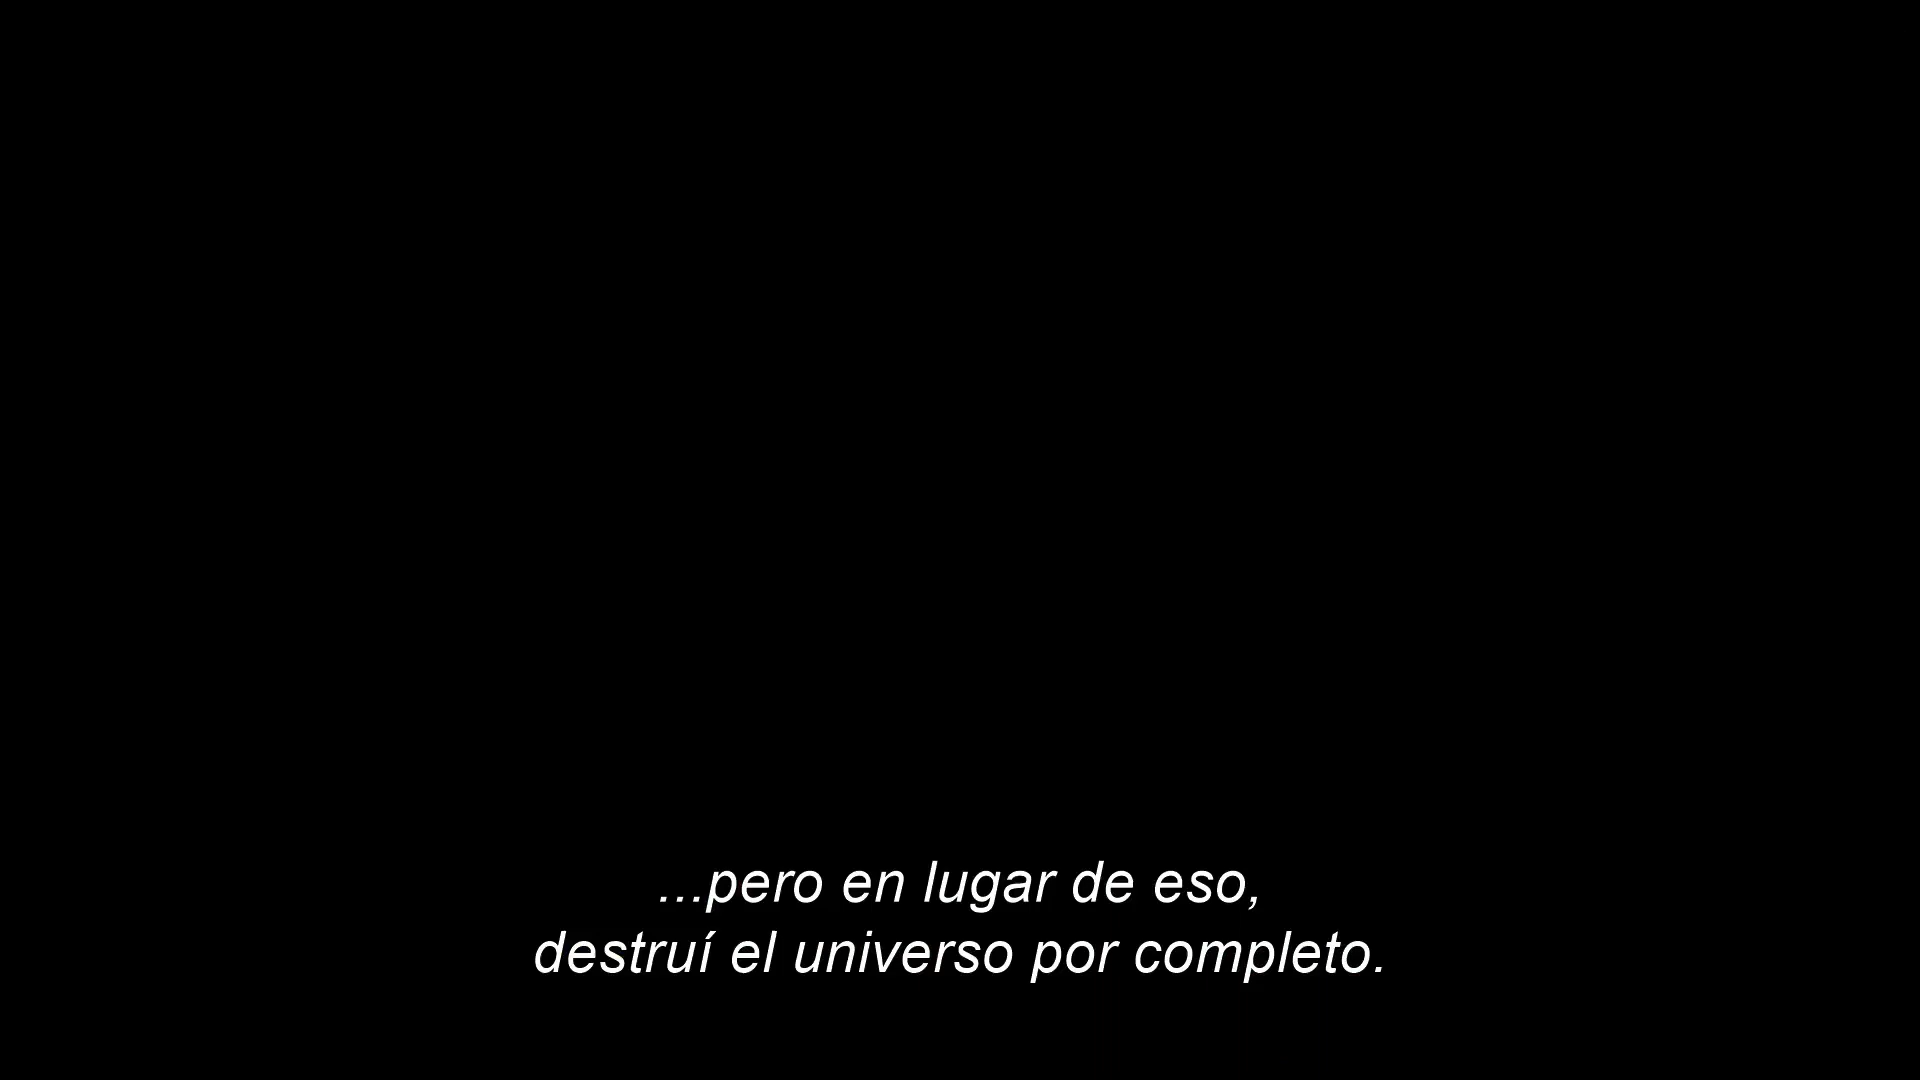 ...pero en lugar de eso,
destruí el universo por completo.